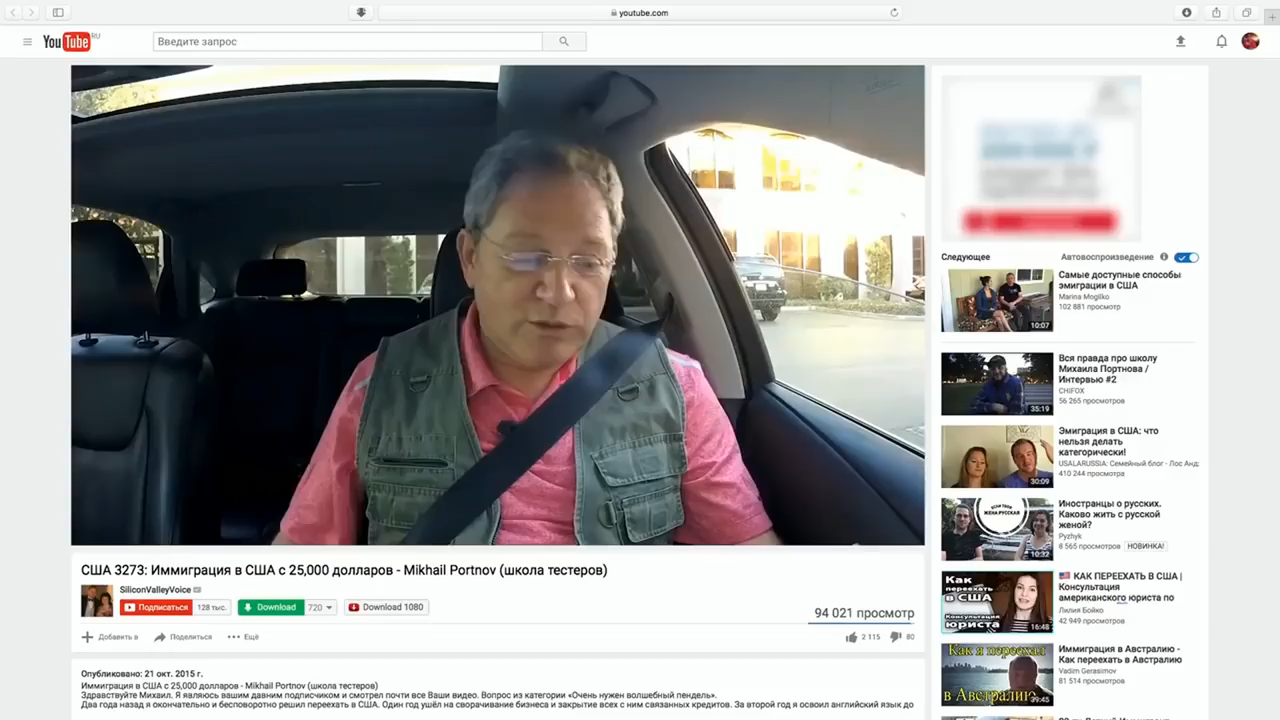 youtube.com
YouTube RU
Введите запрос
США 3273: Иммиграция в США с 25,000 долларов - Mikhail Portnov (школа тестеров)
SiliconValleyVoice
Подписаться
128 тыс.
Download
720
Download 1080
94 021 просмотр
Добавить в
Поделиться
Ещё
2 115
80
Опубликовано: 21 окт. 2015 г.
Иммиграция в США с 25,000 долларов - Mikhail Portnov (школа тестеров)
Здравствуйте Михаил. Я являюсь вашим давним подписчиком и смотрел почти все Ваши видео. Вопрос из категории «Очень нужен волшебный пендель».
Два года назад я окончательно и бесповоротно решил переехать в США. Один год ушёл на сворачивание бизнеса и закрытие всех с ним связанных кредитов. За второй год я освоил английский язык до
Следующее
Автовоспроизведение
10:07
Самые доступные способы
эмиграции в США
Marina Mogilko
102 881 просмотр
35:19
Вся правда про школу
Михаила Портнова /
Интервью #2
CHIFOX
56 265 просмотров
30:09
Эмиграция в США: что
нельзя делать
категорически!
USALARUSSIA: Семейный блог - Лос Анд
410 244 просмотра
ЕСЛИ ТВОЯ
ЖЕНА РУССКАЯ
10:32
Иностранцы о русских.
Каково жить с русской
женой?
Pyzhyk
8 565 просмотров
НОВИНКА!
Как
переехать
в США
Консультация
юриста
16:48
КАК ПЕРЕЕХАТЬ В США |
Консультация
американского юриста по
Лилия Бойко
42 949 просмотров
Как я переехал
в Австралию
39:45
Иммиграция в Австралию -
Как переехать в Австралию
Vadim Gerasimov
81 514 просмотров